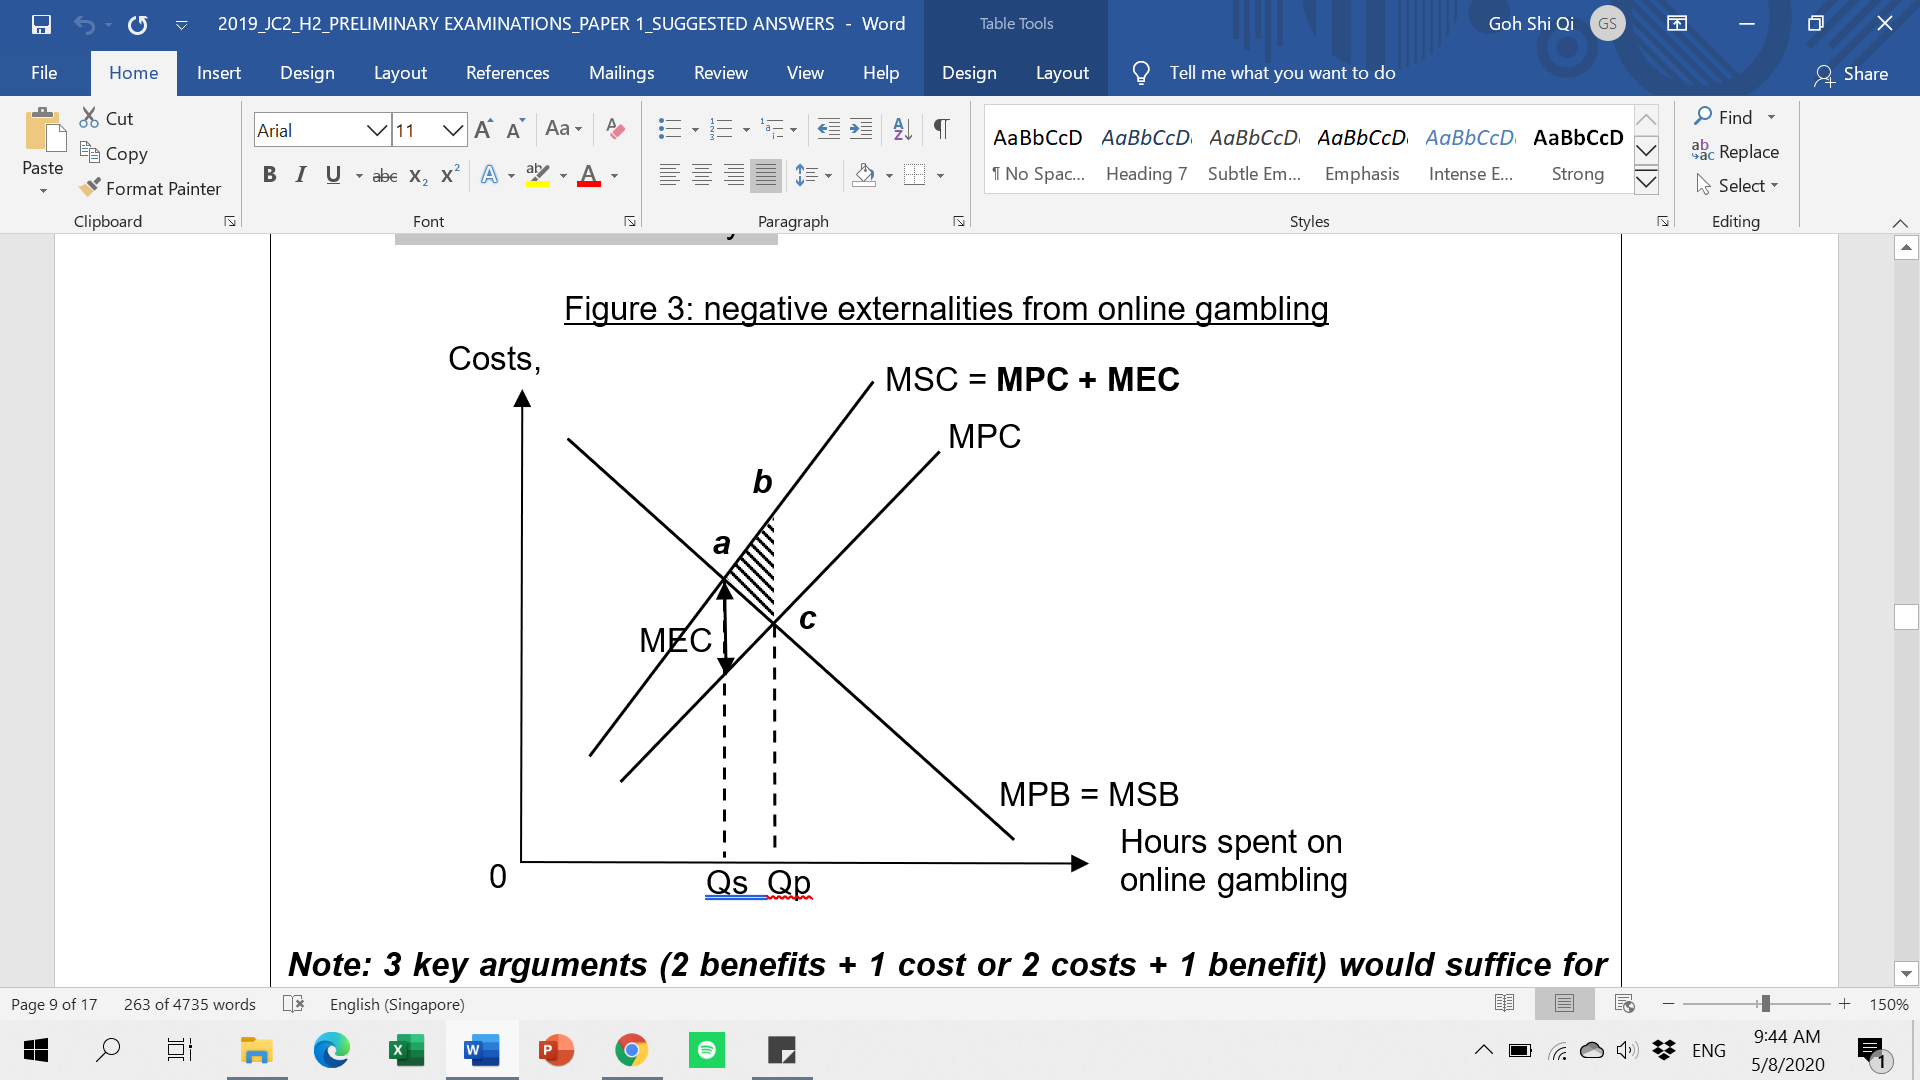 2019_JC2_H2_PRELIMINARY EXAMINATIONS_PAPER 1_SUGGESTED ANSWERS - Word
Table Tools
Goh Shi Qi
GS
File Home Insert Design Layout References Mailings Review View Help Design Layout Tell me what you want to do Share
Paste
Cut
Copy
Format Painter
Clipboard
Arial 11 Aa
B I U abc X₂ X² A ab A
Font
Paragraph
AaBbCcD AaBbCcD AaBbCcD AaBbCcD AaBbCcD AaBbCcD
¶ No Spac... Heading 7 Subtle Em... Emphasis Intense E... Strong
Styles
Find
Replace
Select
Editing
Figure 3: negative externalities from online gambling
Costs,
MSC = MPC + MEC
MPC
b
a
c
MEC
MPB = MSB
Hours spent on
online gambling
0
Qs Qp
Note: 3 key arguments (2 benefits + 1 cost or 2 costs + 1 benefit) would suffice for
Page 9 of 17 263 of 4735 words English (Singapore) 150%
ENG
9:44 AM
5/8/2020
1